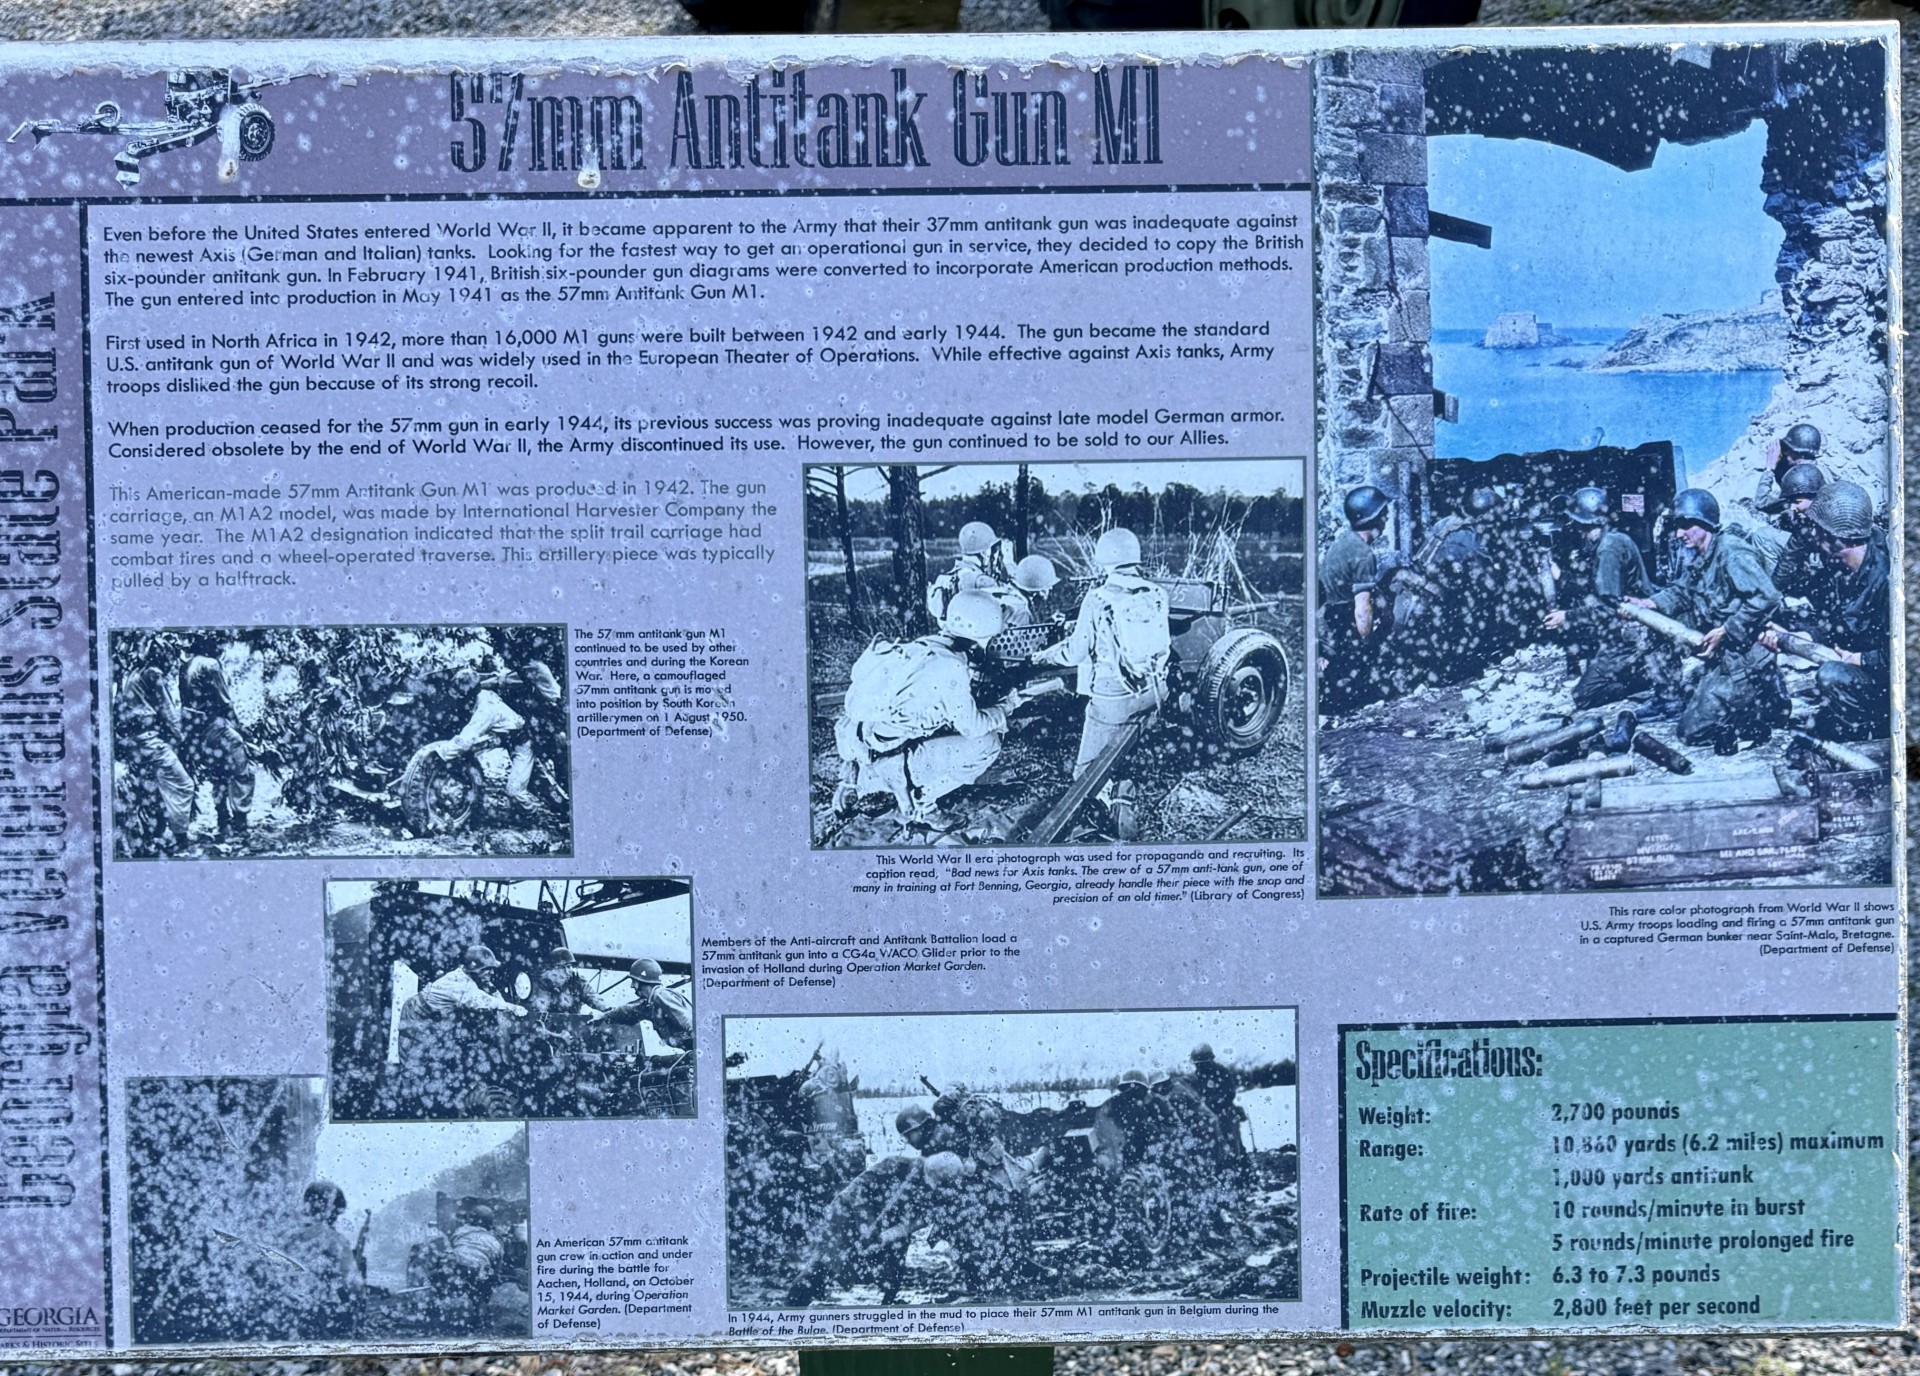 57mm Antitank Gun M1
Georgia Veterans State Park
GEORGIA
DEPARTMENT OF NATURAL RESOURCES
PARKS & HISTORIC SITES
Even before the United States entered World War II, it became apparent to the Army that their 37mm antitank gun was inadequate against
the newest Axis (German and Italian) tanks. Looking for the fastest way to get an operational gun in service, they decided to copy the British
six-pounder antitank gun. In February 1941, British six-pounder gun diagrams were converted to incorporate American production methods.
The gun entered into production in May 1941 as the 57mm Antitank Gun M1.
First used in North Africa in 1942, more than 16,000 M1 guns were built between 1942 and early 1944. The gun became the standard
U.S. antitank gun of World War II and was widely used in the European Theater of Operations. While effective against Axis tanks, Army
troops disliked the gun because of its strong recoil.
When production ceased for the 57mm gun in early 1944, its previous success was proving inadequate against late model German armor.
Considered obsolete by the end of World War II, the Army discontinued its use. However, the gun continued to be sold to our Allies.
This American-made 57mm Antitank Gun M1 was produced in 1942. The gun
carriage, an M1A2 model, was made by International Harvester Company the
same year. The M1A2 designation indicated that the split trail carriage had
combat tires and a wheel-operated traverse. This artillery piece was typically
pulled by a halftrack.
The 57 mm antitank gun M1
continued to be used by other
countries and during the Korean
War. Here, a camouflaged
57mm antitank gun is moved
into position by South Korean
artillerymen on 1 August 1950.
(Department of Defense)
This World War II era photograph was used for propaganda and recruiting. Its
caption read, "Bad news for Axis tanks. The crew of a 57mm anti-tank gun, one of
many in training at Fort Benning, Georgia, already handle their piece with the snap and
precision of an old timer." (Library of Congress)
This rare color photograph from World War II shows
U.S. Army troops loading and firing a 57mm antitank gun
in a captured German bunker near Saint-Malo, Bretagne.
(Department of Defense)
Members of the Anti-aircraft and Antitank Battalion load a
57mm antitank gun into a CG4a WACO Glider prior to the
invasion of Holland during Operation Market Garden.
(Department of Defense)
An American 57mm antitank
gun crew in action and under
fire during the battle for
Aachen, Holland, on October
15, 1944, during Operation
Market Garden. (Department
of Defense)
In 1944, Army gunners struggled in the mud to place their 57mm M1 antitank gun in Belgium during the
Battle of the Bulge. (Department of Defense)
Specifications:
Weight: 2,700 pounds
Range: 10,860 yards (6.2 miles) maximum
1,000 yards antitank
Rate of fire: 10 rounds/minute in burst
5 rounds/minute prolonged fire
Projectile weight: 6.3 to 7.3 pounds
Muzzle velocity: 2,800 feet per second